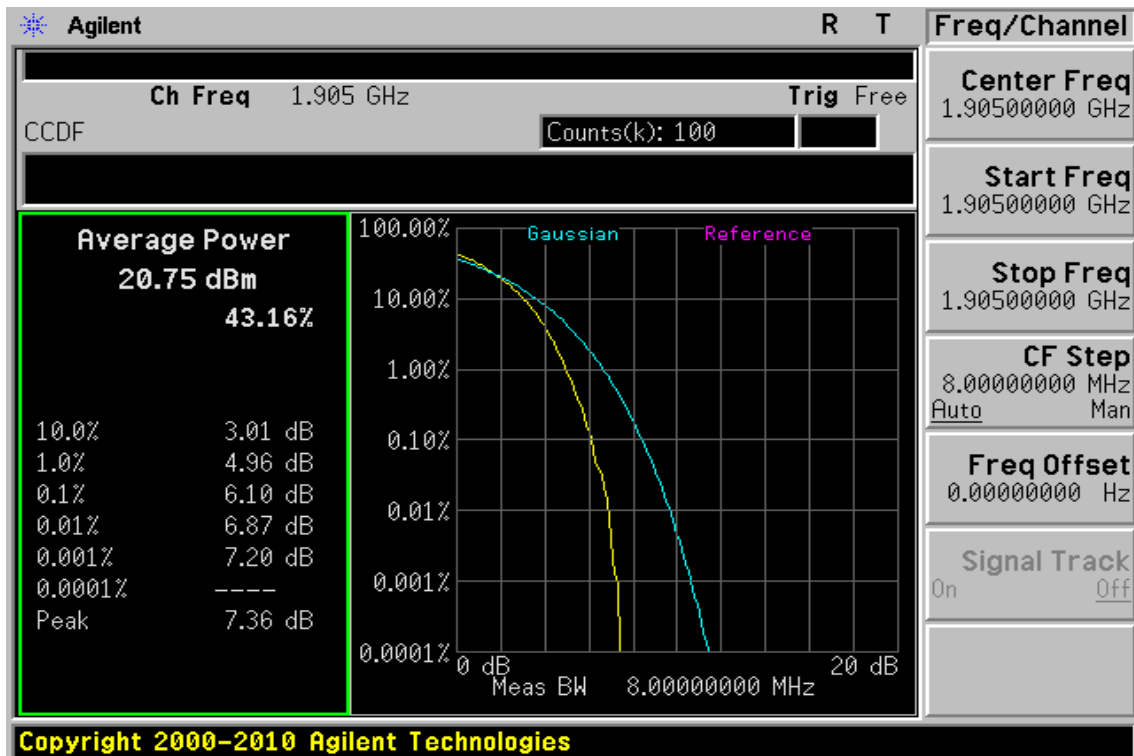 Agilent R T
Ch Freq 1.905 GHz Trig Free
CCDF Counts(k): 100
Average Power
20.75 dBm
43.16%
10.0% 3.01 dB
1.0% 4.96 dB
0.1% 6.10 dB
0.01% 6.87 dB
0.001% 7.20 dB
0.0001% ----
Peak 7.36 dB
Gaussian Reference
100.00%
10.00%
1.00%
0.10%
0.01%
0.001%
0.0001%
0 dB 20 dB
Meas BW 8.000000000 MHz
Freq/Channel
Center Freq
1.90500000 GHz
Start Freq
1.90500000 GHz
Stop Freq
1.90500000 GHz
CF Step
8.00000000 MHz
Auto Man
Freq Offset
0.00000000 Hz
Signal Track
On Off
Copyright 2000-2010 Agilent Technologies